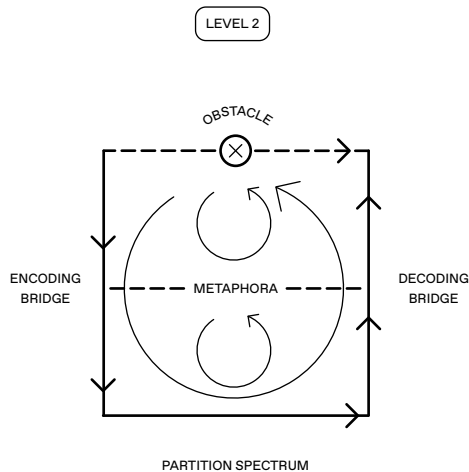 LEVEL 2
OBSTACLE
METAPHORA
ENCODING
BRIDGE
DECODING
BRIDGE
PARTITION SPECTRUM